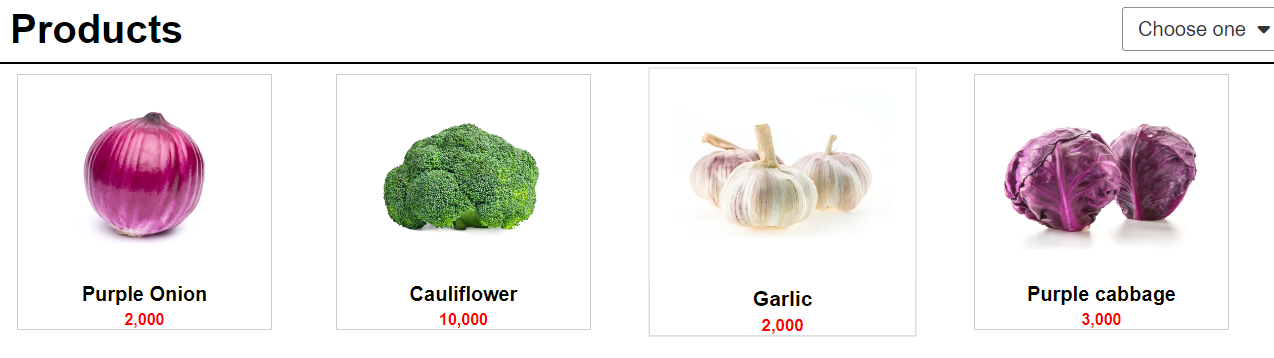 Products
Choose one
Purple Onion
2,000
Cauliflower
10,000
Garlic
2,000
Purple cabbage
3,000